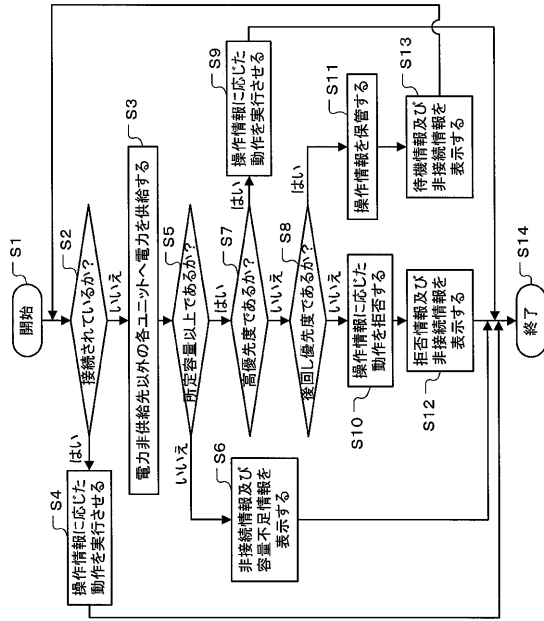 開始
S1
接続されているか?
S2
はい
いいえ
操作情報に応じた
動作を実行させる
S4
電力非供給先以外の各ユニットへ電力を供給する
S3
所定容量以上であるか?
S5
いいえ
はい
非接続情報及び
容量不足情報を
表示する
S6
高優先度であるか?
S7
はい
いいえ
操作情報に応じた
動作を実行させる
S9
後回し優先度であるか?
S8
はい
いいえ
操作情報に応じた
動作を拒否する
S10
操作情報を保管する
S11
拒否情報及び
非接続情報を
表示する
S12
待機情報及び
非接続情報を
表示する
S13
終了
S14